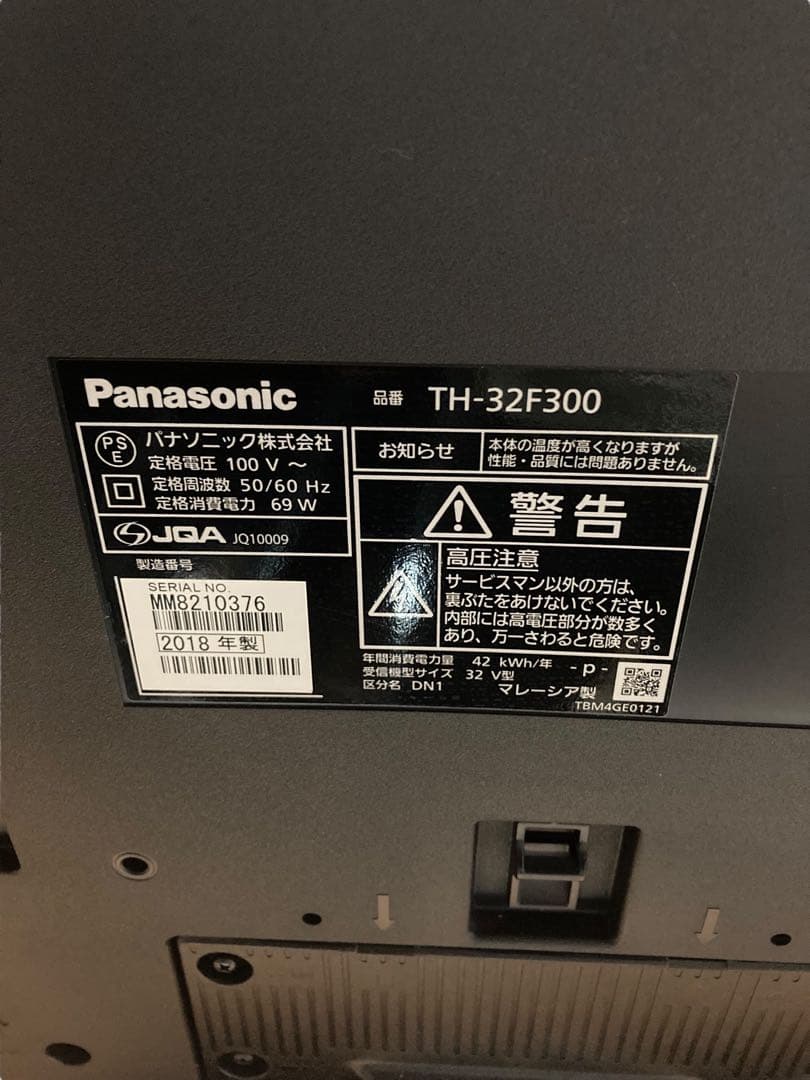 Panasonic 品番 TH-32F300
PS
E
パナソニック株式会社
定格電圧 100 V ～
定格周波数 50/60 Hz
定格消費電力 69 W
JQA JQ10009
製造番号
SERIAL NO.
MM8210376
2018 年製
お知らせ
本体の温度が高くなりますが
性能・品質には問題ありません。
警告
高圧注意
サービスマン以外の方は、
裏ぶたをあけないでください。
内部には高電圧部分が数多く
あり、万一さわると危険です。
年間消費電力量 42 kWh/年
受信機型サイズ 32 V型
区分名 DN1
- p -
マレーシア製
TBM4GE0121